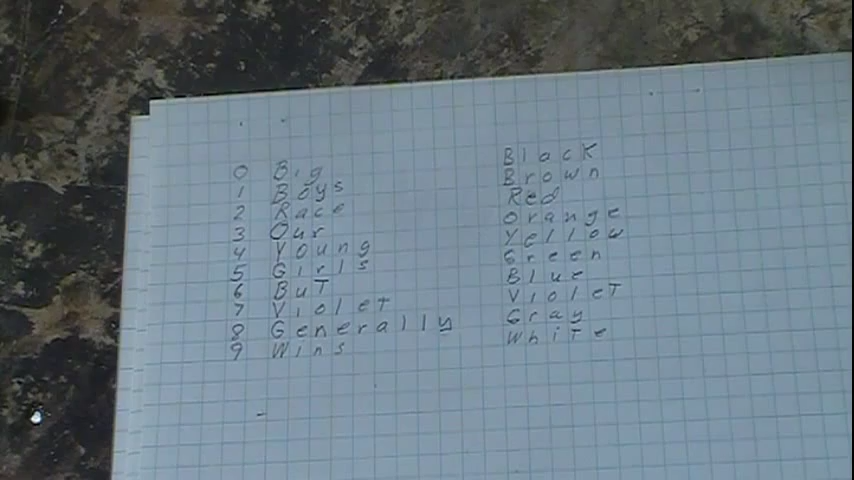 0 Big Black
1 Boys Brown
2 Race Red
3 Our Orange
4 Young Yellow
5 Girls Green
6 BuT Blue
7 VioleT VioleT
8 Generally Gray
9 Wins WhiTe